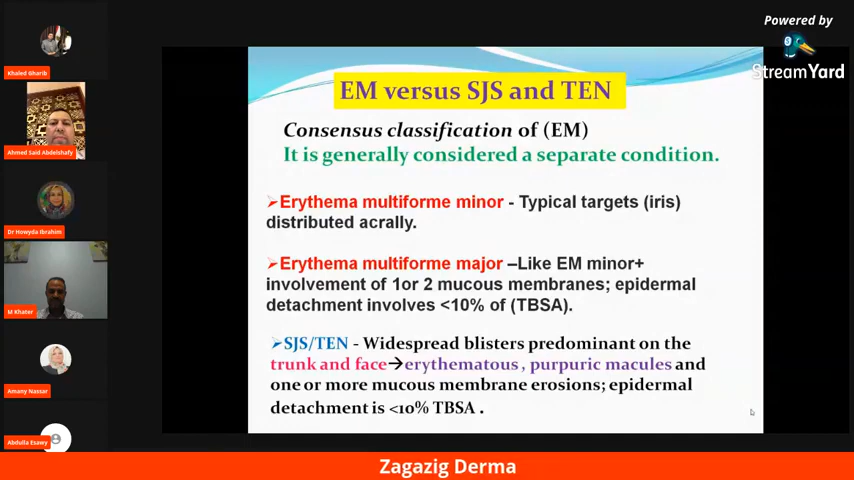 Powered by
StreamYard
Khaled Gharib
Ahmed Said Abdelshafy
Dr Howyda Ibrahim
M Khater
Amany Nassar
Abdulla Esawy
EM versus SJS and TEN
Consensus classification of (EM)
It is generally considered a separate condition.
➢Erythema multiforme minor - Typical targets (iris)
distributed acrally.
➢Erythema multiforme major –Like EM minor+
involvement of 1or 2 mucous membranes; epidermal
detachment involves <10% of (TBSA).
➢SJS/TEN - Widespread blisters predominant on the
trunk and face→erythematous , purpuric macules and
one or more mucous membrane erosions; epidermal
detachment is <10% TBSA .
Zagazig Derma